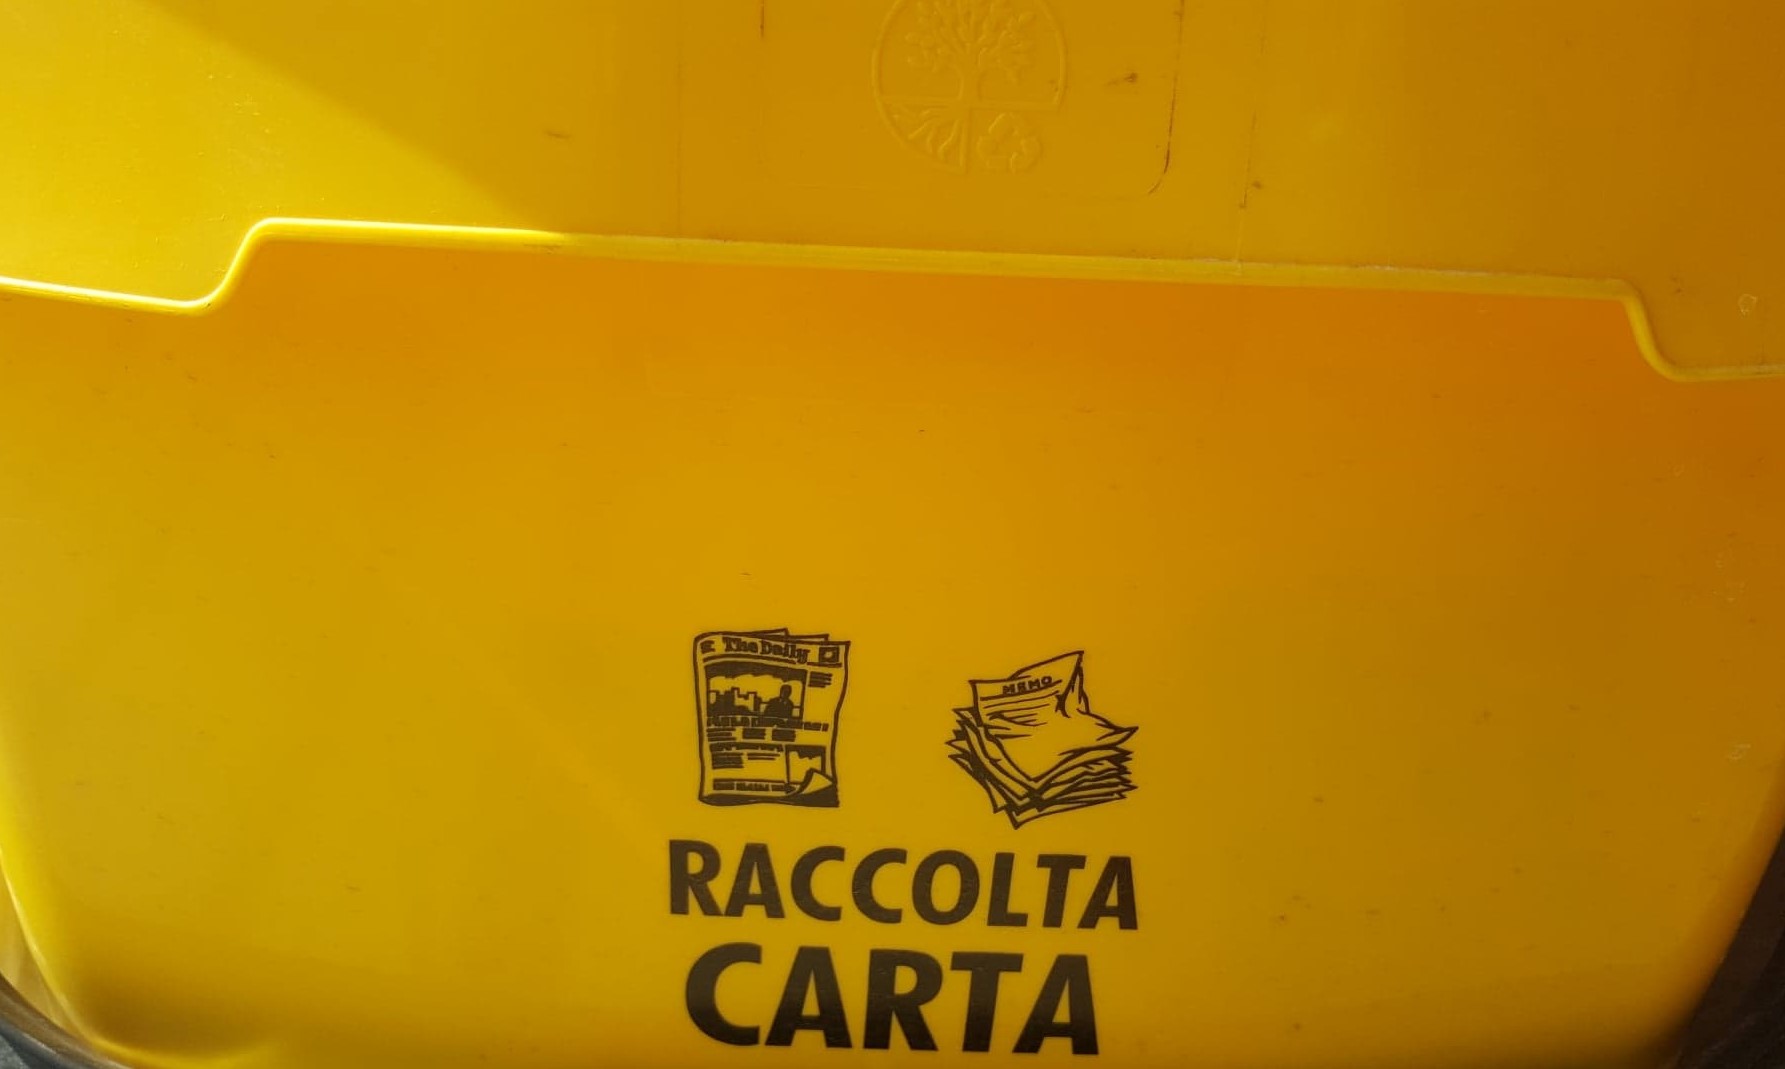 The Daily
MEMO
RACCOLTA
CARTA